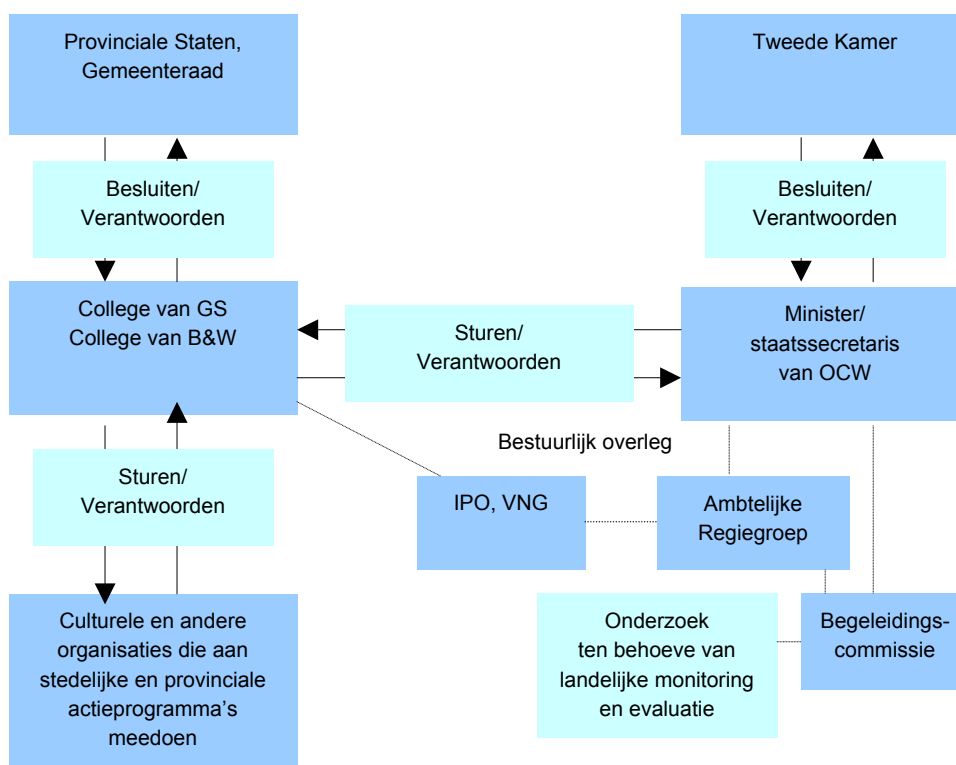 Provinciale Staten,
Gemeenteraad
Tweede Kamer
Besluiten/
Verantwoorden
Besluiten/
Verantwoorden
College van GS
College van B&W
Sturen/
Verantwoorden
Minister/
staatssecretaris
van OCW
Bestuurlijk overleg
Sturen/
Verantwoorden
IPO, VNG
Ambtelijke
Regiegroep
Culturele en andere
organisaties die aan
stedelijke en provinciale
actieprogramma's
meedoen
Onderzoek
ten behoeve van
landelijke monitoring
en evaluatie
Begeleidings-
commissie